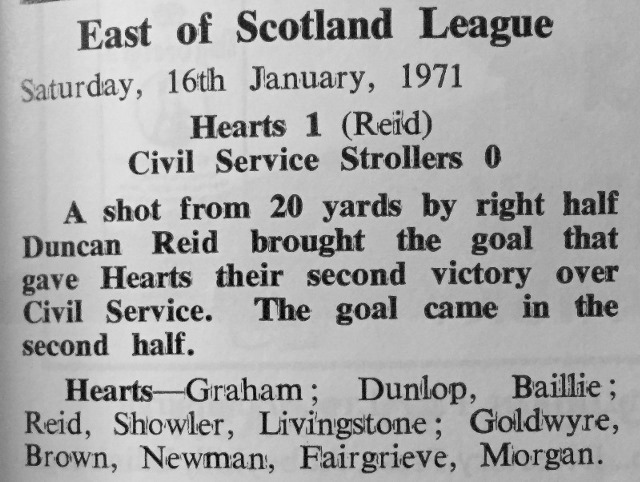 East of Scotland League
Saturday, 16th January, 1971
Hearts 1 (Reid)
Civil Service Strollers 0
A shot from 20 yards by right half
Duncan Reid brought the goal that
gave Hearts their second victory over
Civil Service. The goal came in the
second half.
Hearts—Graham; Dunlop, Baillie;
Reid, Showler, Livingstone; Goldwyre,
Brown, Newman, Fairgrieve, Morgan.